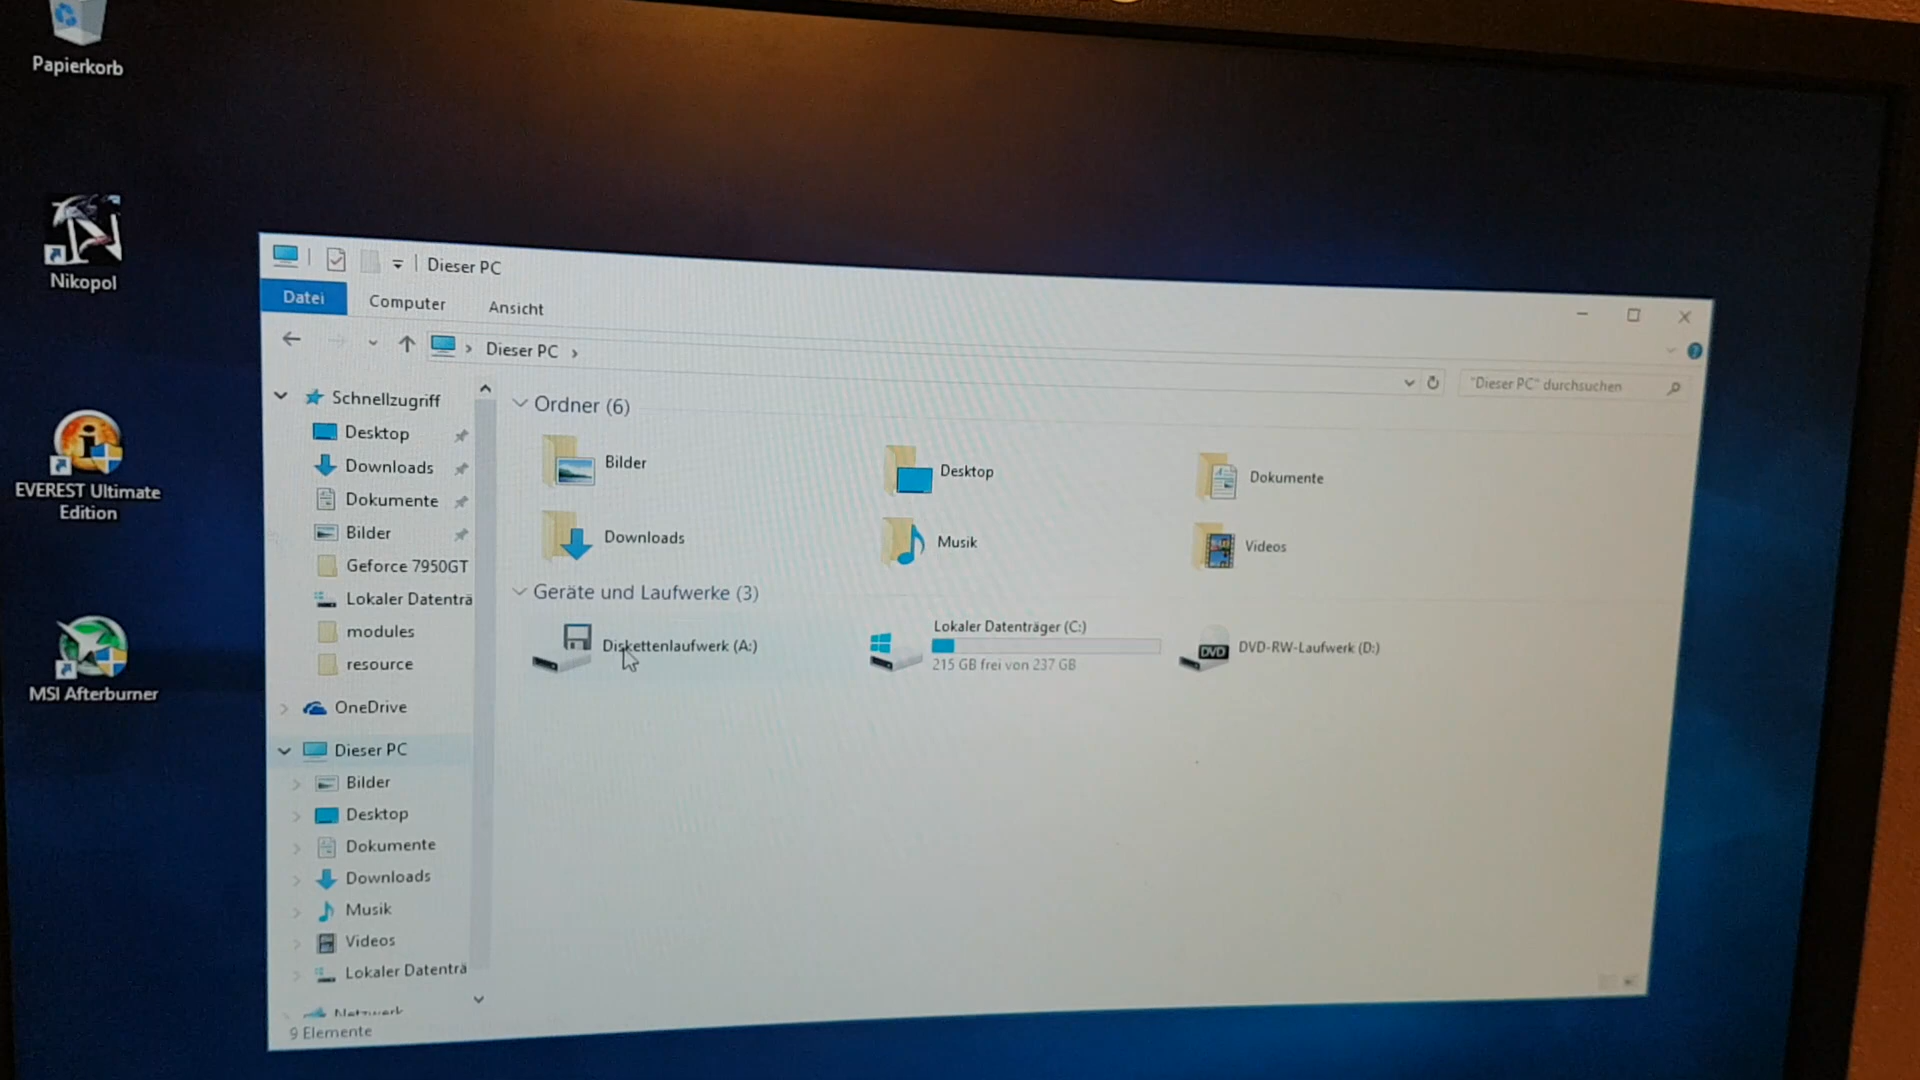 Papierkorb
Nikopol
EVEREST Ultimate
Edition
MSI Afterburner
Dieser PC
Datei
Computer
Ansicht
Dieser PC
"Dieser PC" durchsuchen
Schnellzugriff
Desktop
Downloads
Dokumente
Bilder
Geforce 7950GT
Lokaler Datenträ
modules
resource
OneDrive
Dieser PC
Bilder
Desktop
Dokumente
Downloads
Musik
Videos
Lokaler Datenträ
Netzwerk
9 Elemente
Ordner (6)
Bilder
Desktop
Dokumente
Downloads
Musik
Videos
Geräte und Laufwerke (3)
Diskettenlaufwerk (A:)
Lokaler Datenträger (C:)
215 GB frei von 237 GB
DVD
DVD-RW-Laufwerk (D:)